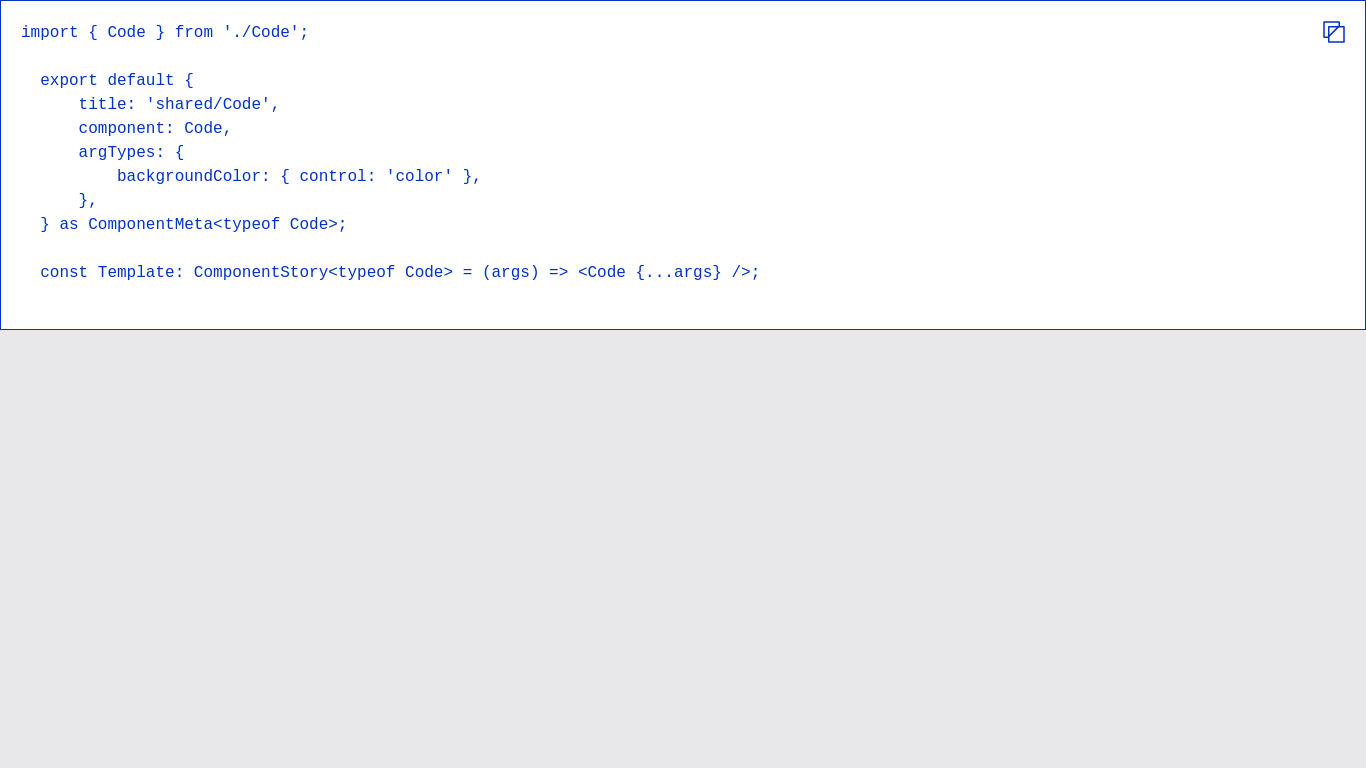 import { Code } from './Code';

  export default {
      title: 'shared/Code',
      component: Code,
      argTypes: {
          backgroundColor: { control: 'color' },
      },
  } as ComponentMeta<typeof Code>;

  const Template: ComponentStory<typeof Code> = (args) => <Code {...args} />;